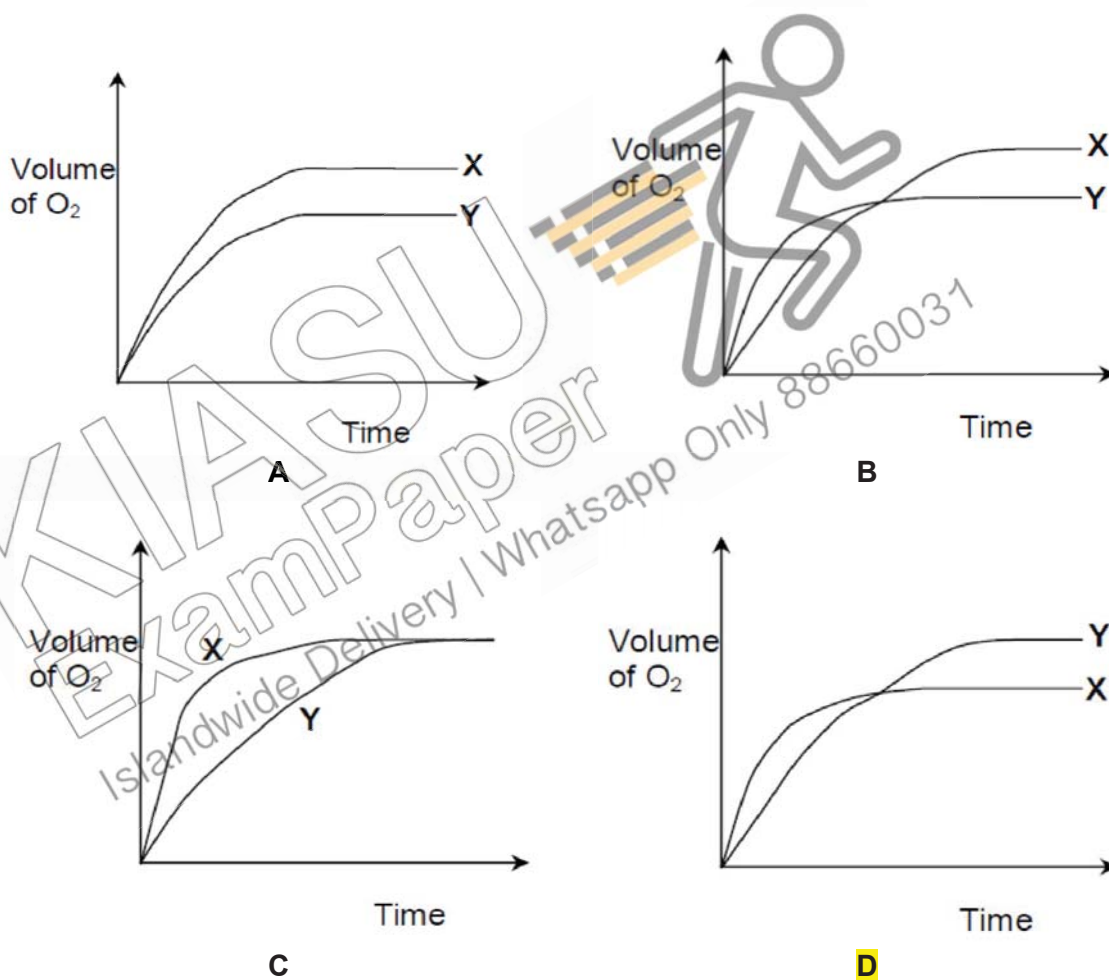 Volume
of O₂
X
Y
Time
A
Volume
of O₂
X
Y
Time
B
KIASU
ExamPaper
Islandwide Delivery | Whatsapp Only 88660031
Volume
of O₂
X
Y
Time
C
Volume
of O₂
Y
X
Time
D